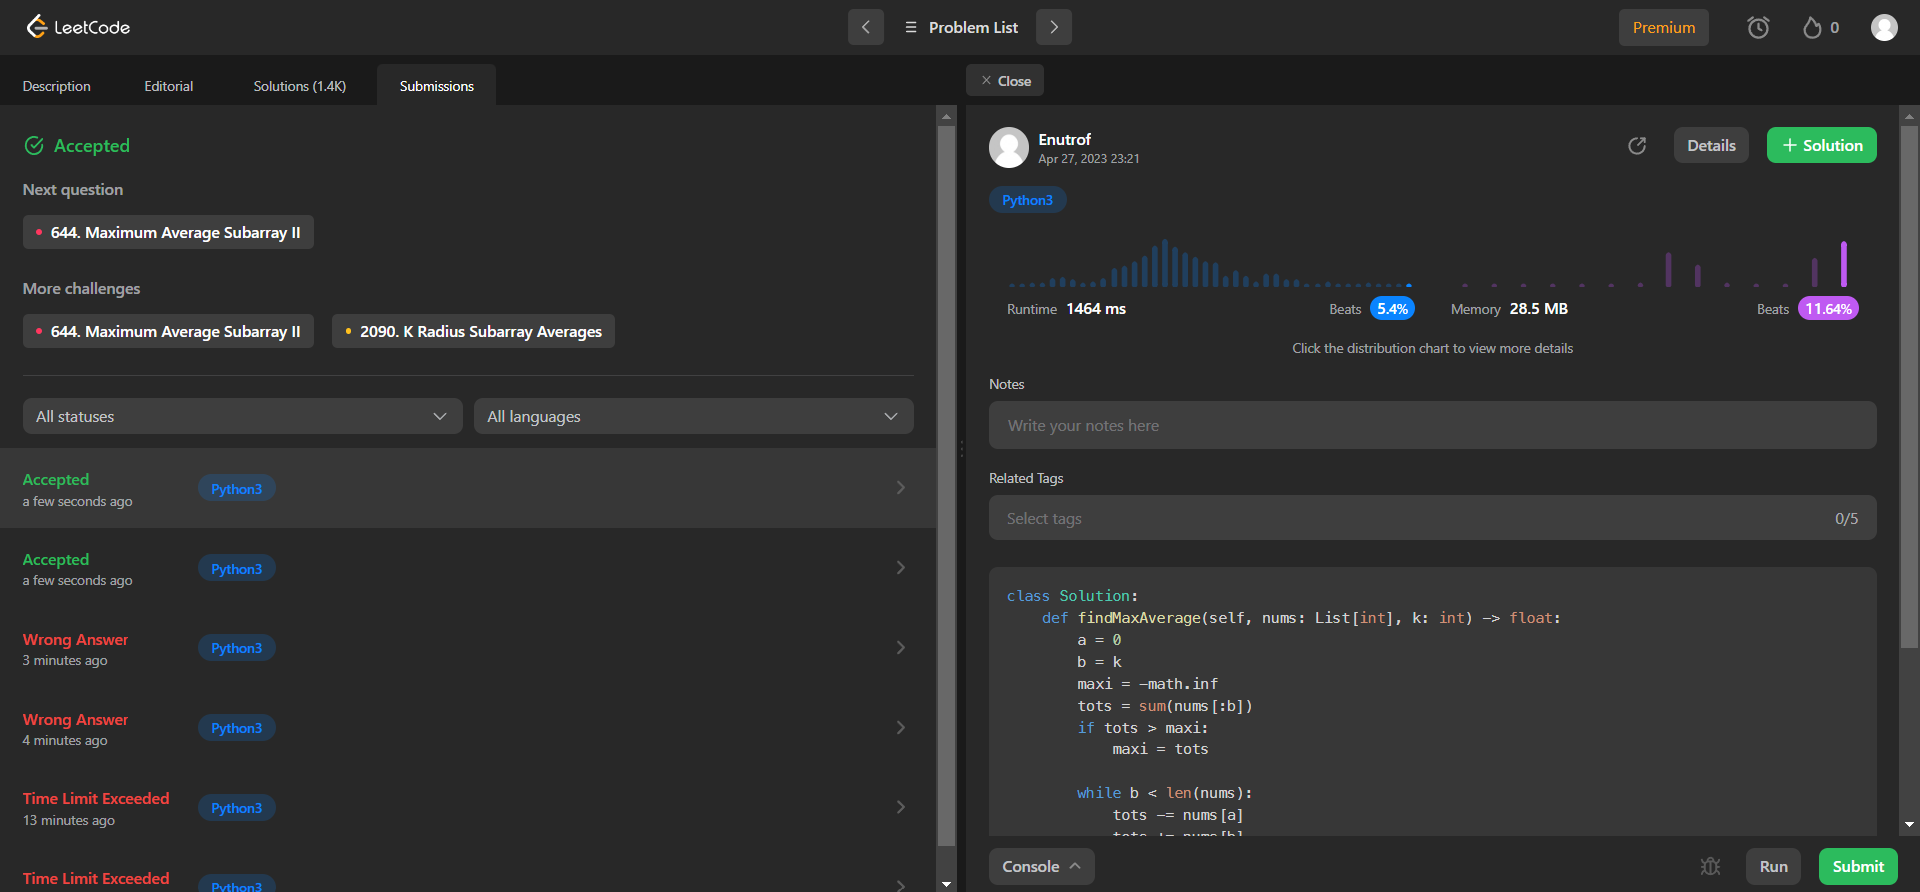 LeetCode
Problem List
Premium
0
Description
Editorial
Solutions (1.4K)
Submissions
Accepted
Next question
644. Maximum Average Subarray II
More challenges
644. Maximum Average Subarray II
2090. K Radius Subarray Averages
All statuses
All languages
Accepted
a few seconds ago
Python3
Accepted
a few seconds ago
Python3
Wrong Answer
3 minutes ago
Python3
Wrong Answer
4 minutes ago
Python3
Time Limit Exceeded
13 minutes ago
Python3
Time Limit Exceeded
Python3
Close
Enutrof
Apr 27, 2023 23:21
Details
+ Solution
Python3
Runtime 1464 ms
Beats 5.4%
Memory 28.5 MB
Beats 11.64%
Click the distribution chart to view more details
Notes
Write your notes here
Related Tags
Select tags
0/5
class Solution:
    def findMaxAverage(self, nums: List[int], k: int) -> float:
        a = 0
        b = k
        maxi = -math.inf
        tots = sum(nums[:b])
        if tots > maxi:
            maxi = tots
        while b < len(nums):
            tots -= nums[a]
            tots += nums[b]
Console
Run
Submit